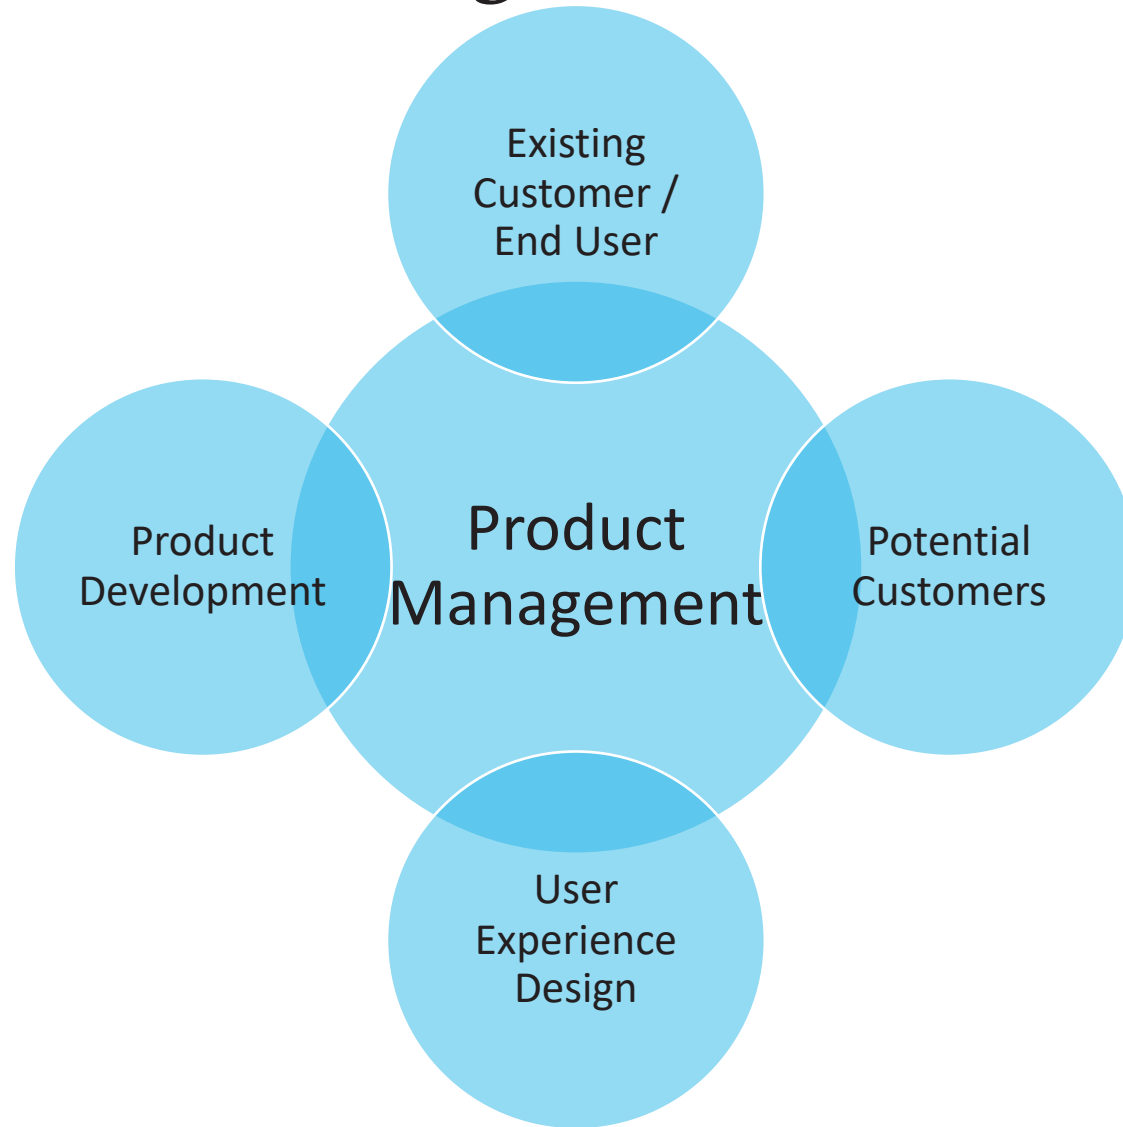 Existing
Customer /
End User
Product
Development
Product
Management
Potential
Customers
User
Experience
Design